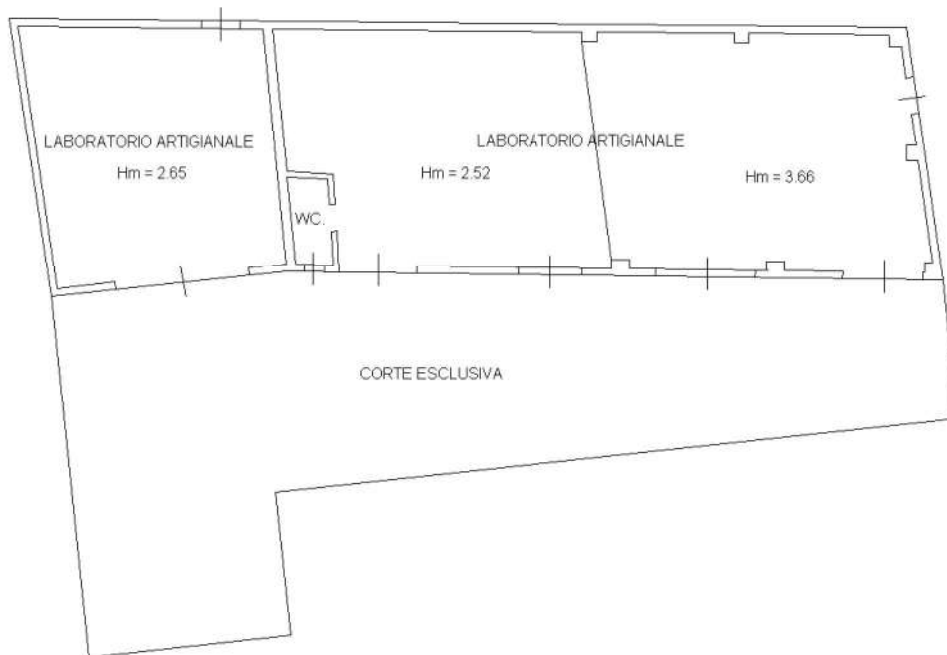 LABORATORIO ARTIGIANALE
Hm = 2.65
LABORATORIO ARTIGIANALE
Hm = 2.52
Hm = 3.66
WC.
CORTE ESCLUSIVA